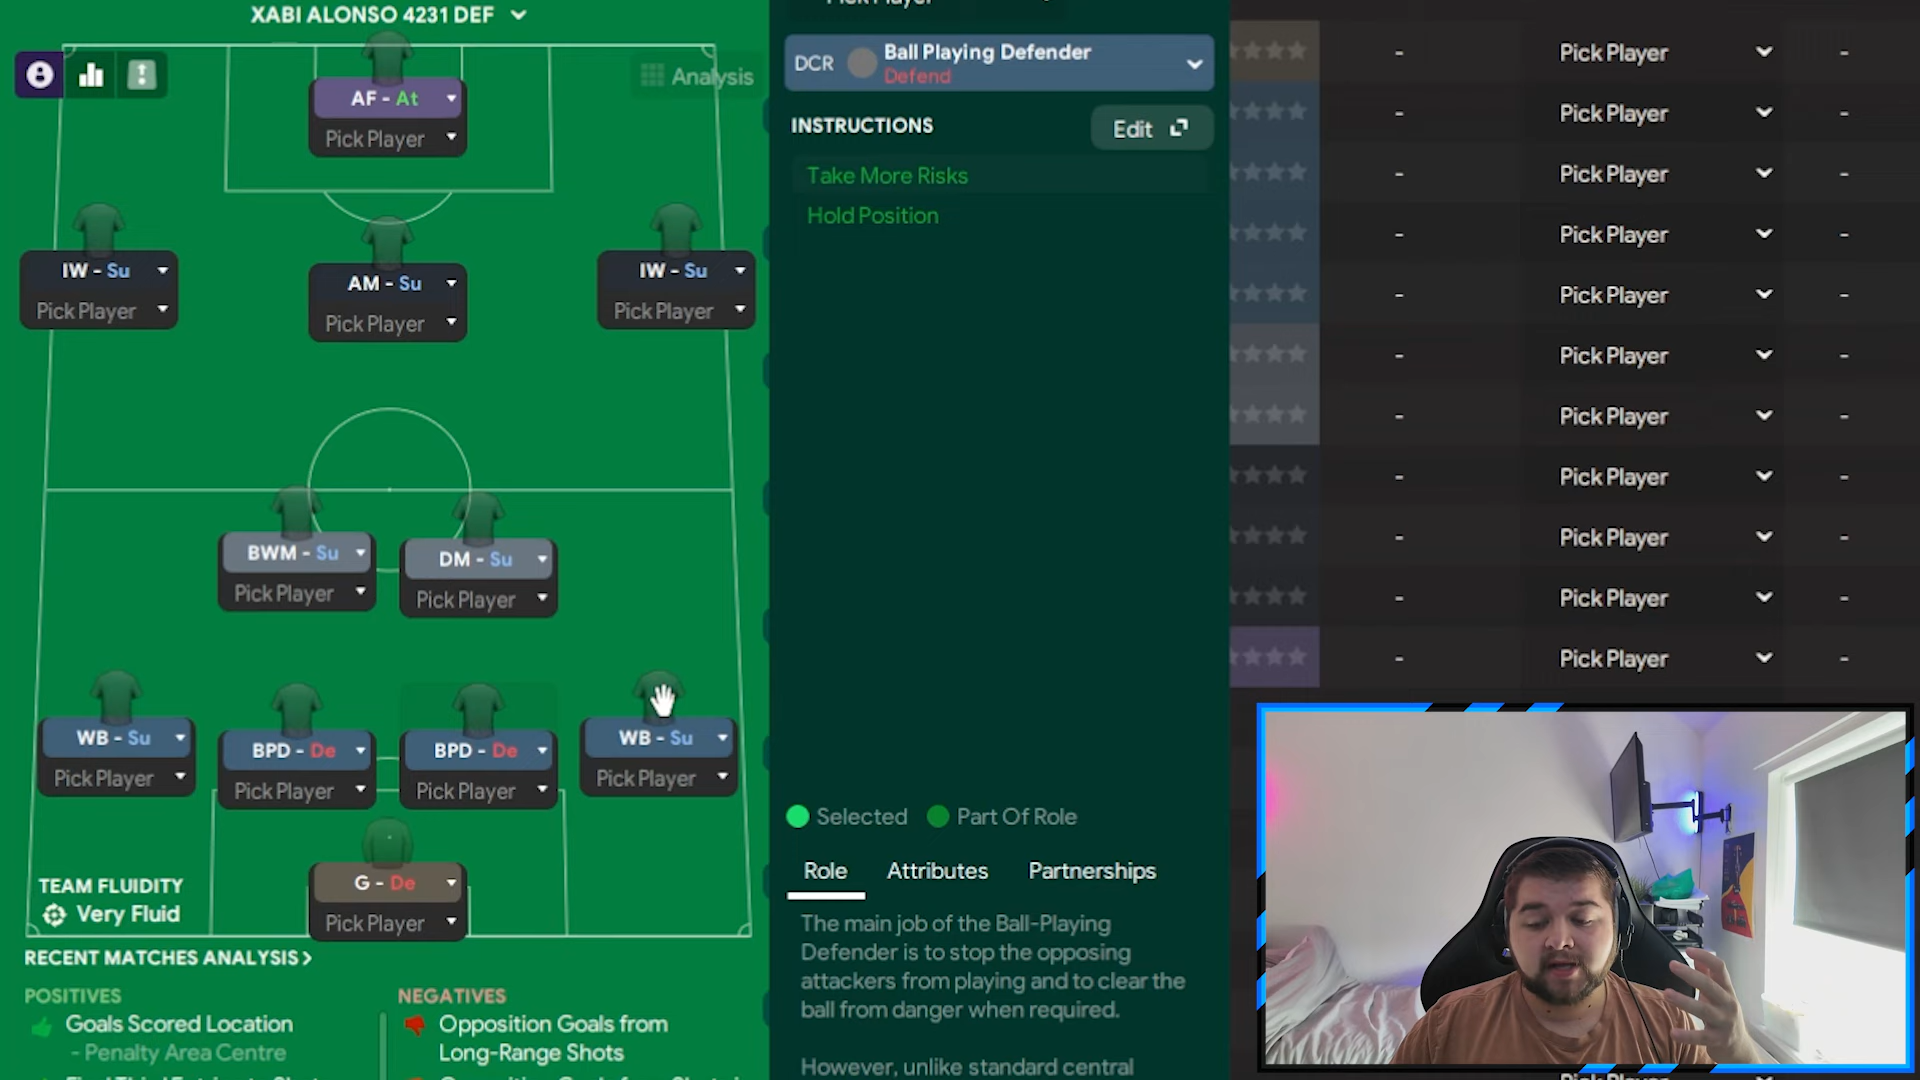 XABI ALONSO 4231 DEF
Analysis
AF - At
Pick Player
IW - Su
Pick Player
AM - Su
Pick Player
IW - Su
Pick Player
BWM - Su
Pick Player
DM - Su
Pick Player
WB - Su
Pick Player
BPD - De
Pick Player
BPD - De
Pick Player
WB - Su
Pick Player
G - De
Pick Player
TEAM FLUIDITY
Very Fluid
RECENT MATCHES ANALYSIS >
POSITIVES
Goals Scored Location
- Penalty Area Centre
NEGATIVES
Opposition Goals from
Long-Range Shots
Pick Player
DCR
Ball Playing Defender
Defend
INSTRUCTIONS
Edit
Take More Risks
Hold Position
Selected
Part Of Role
Role Attributes Partnerships
The main job of the Ball-Playing
Defender is to stop the opposing
attackers from playing and to clear the
ball from danger when required.
However, unlike standard central
- Pick Player -
- Pick Player -
- Pick Player -
- Pick Player -
- Pick Player -
- Pick Player -
- Pick Player -
- Pick Player -
- Pick Player -
- Pick Player -
- Pick Player -